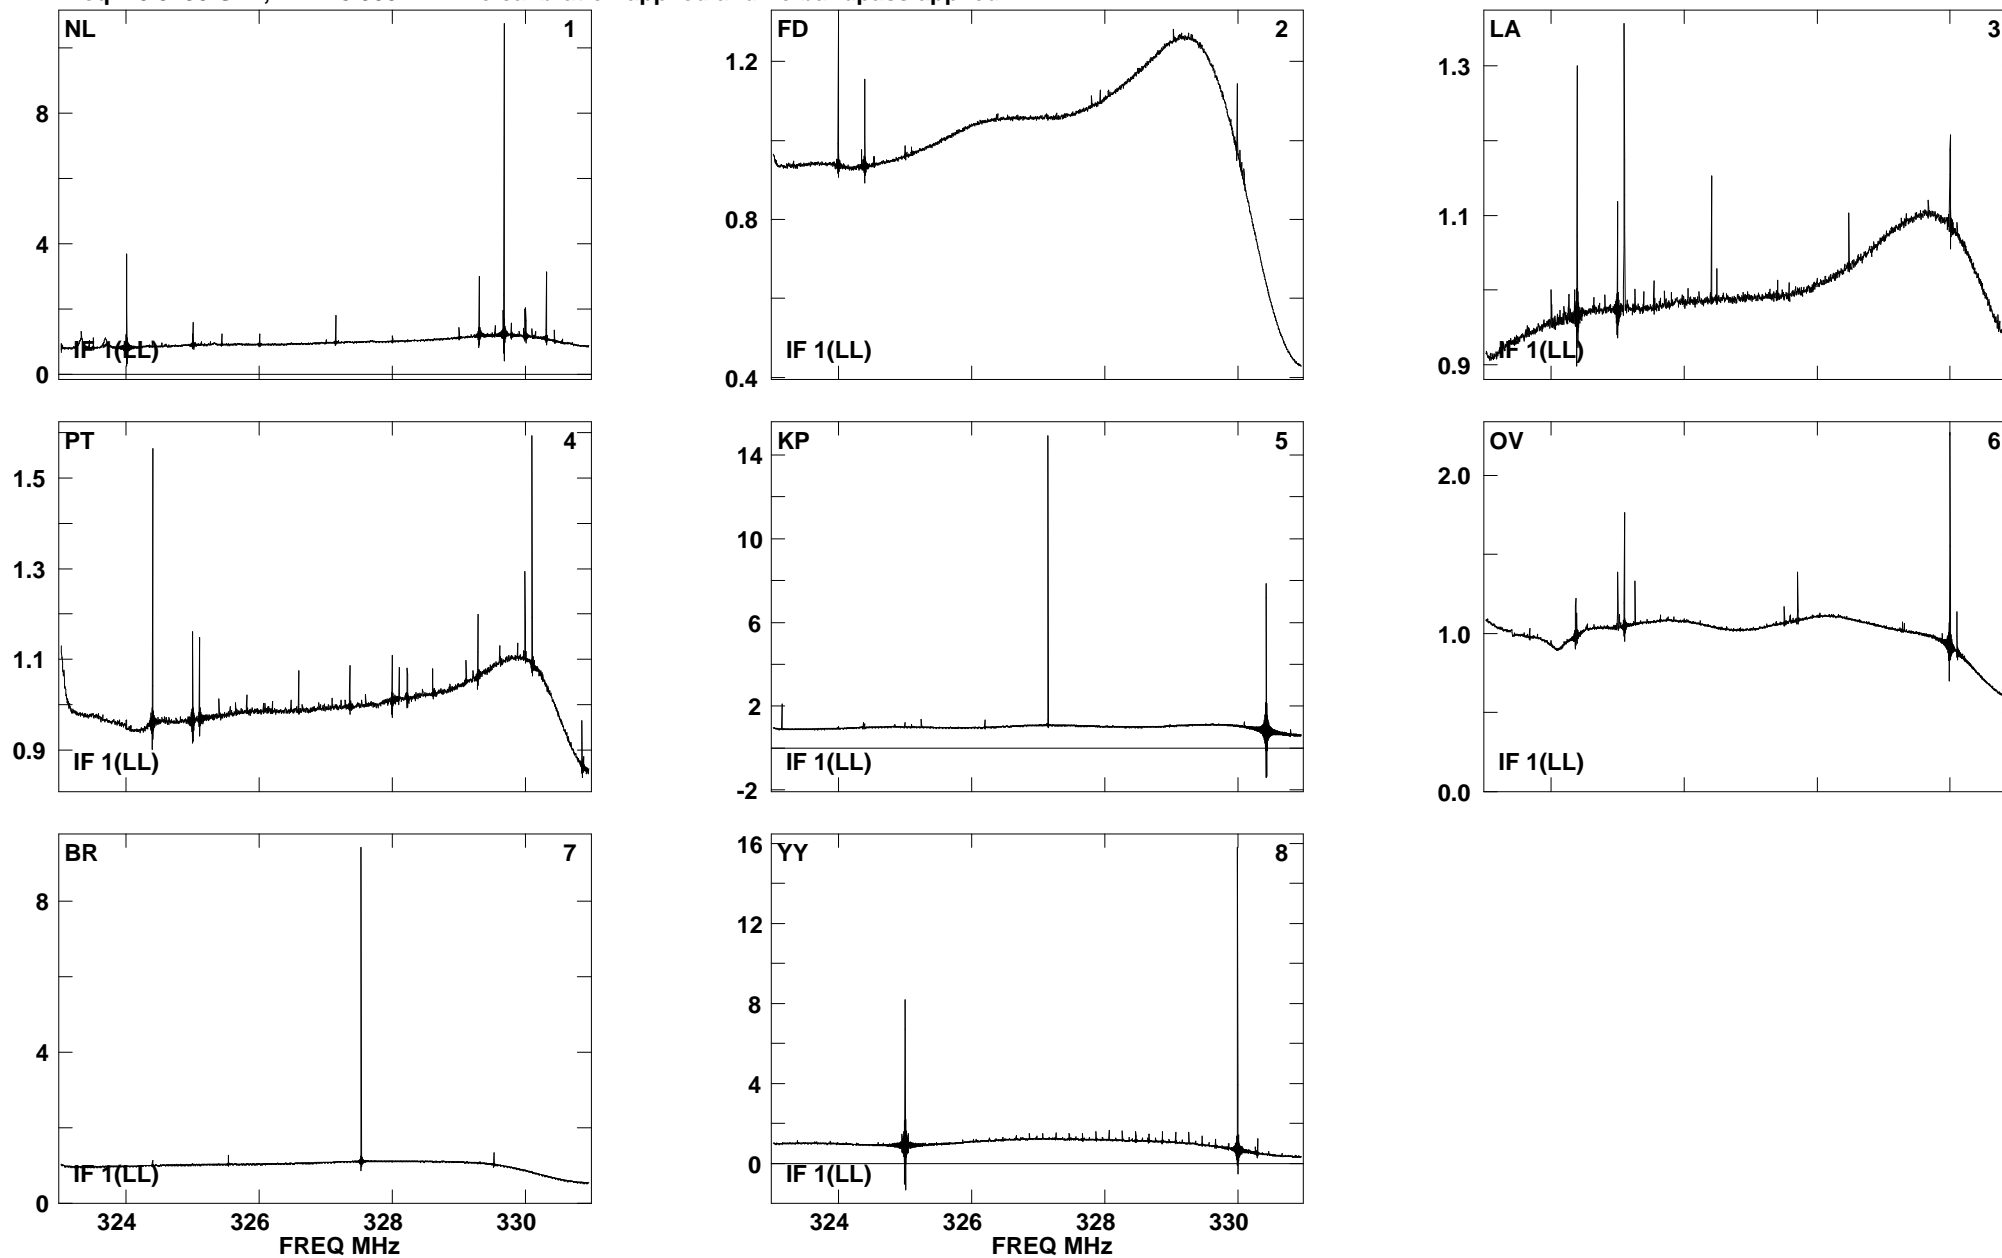 NL 1
8
4
0
IF 1(LL)
FD 2
1.2
0.8
0.4
IF 1(LL)
LA 3
1.3
1.1
0.9
IF 1(LL)
PT 4
1.5
1.3
1.1
0.9
IF 1(LL)
KP 5
14
10
6
2
-2
IF 1(LL)
OV 6
2.0
1.0
0.0
IF 1(LL)
BR 7
8
4
0
IF 1(LL)
324 326 328 330
FREQ MHz
YY 8
16
12
8
4
0
IF 1(LL)
324 326 328 330
FREQ MHz